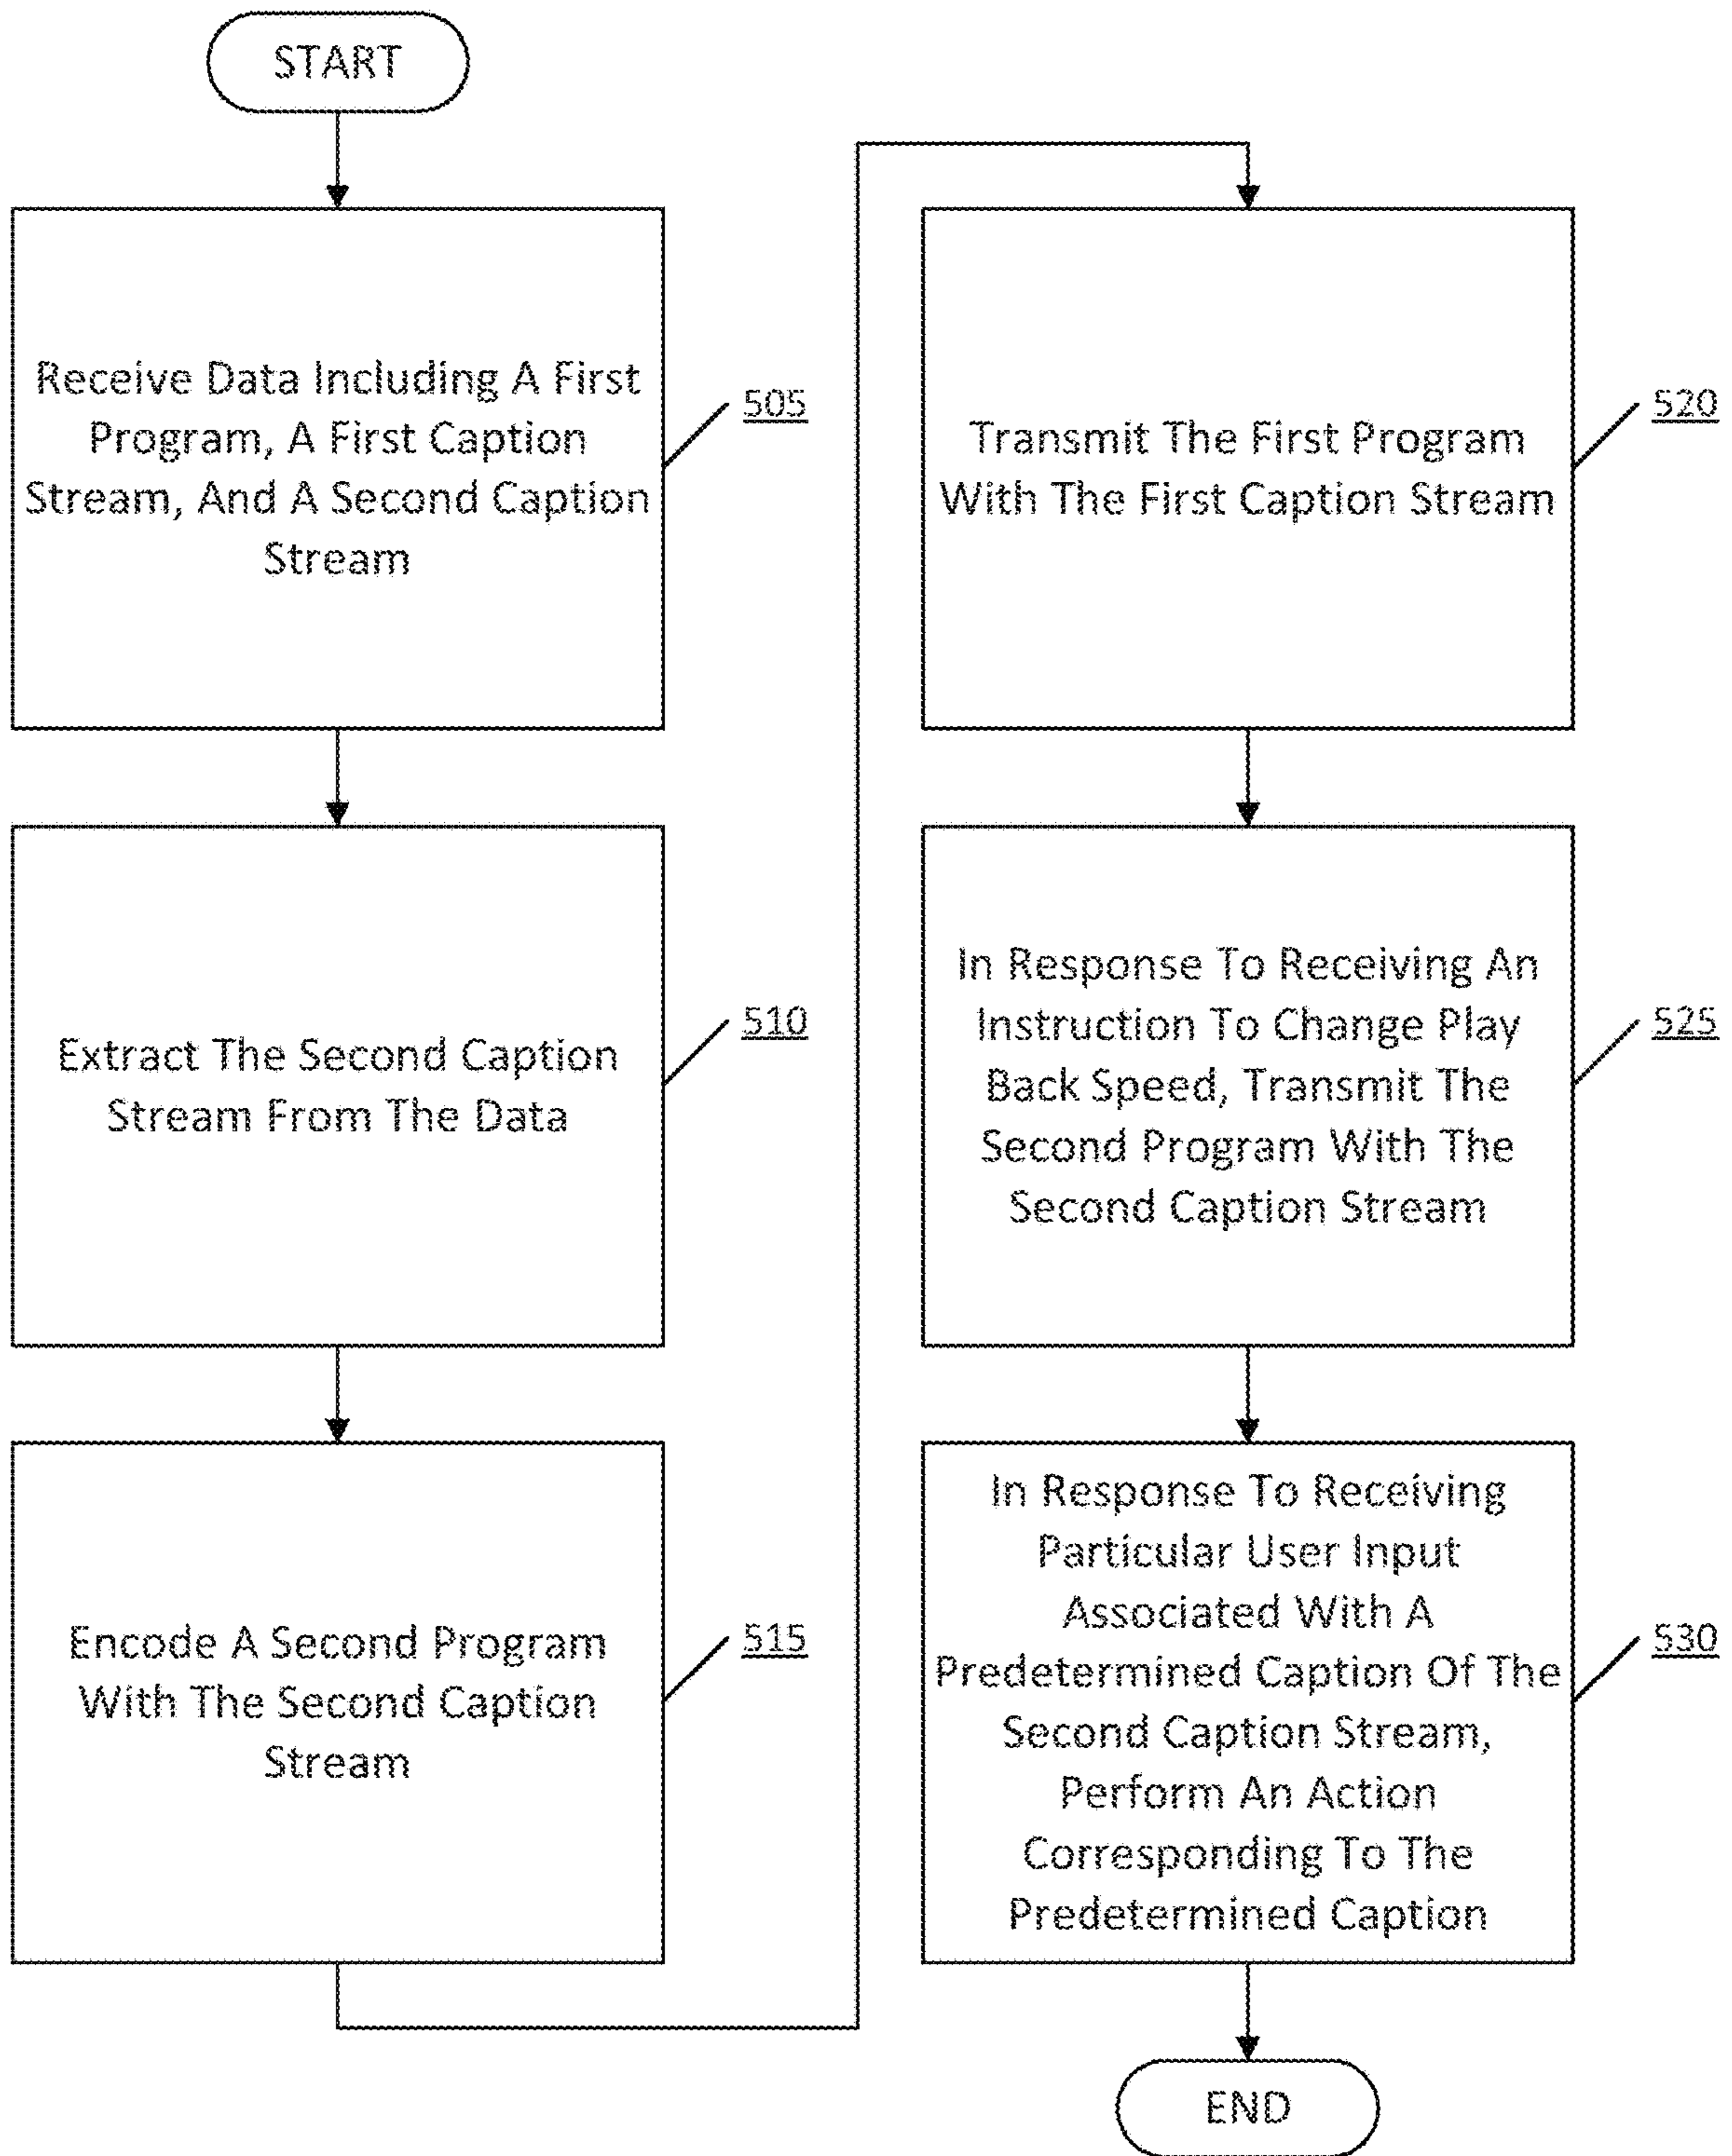 START
Receive Data Including A First
Program, A First Caption
Stream, And A Second Caption
Stream
505
Extract The Second Caption
Stream From The Data
510
Encode A Second Program
With The Second Caption
Stream
515
Transmit The First Program
With The First Caption Stream
520
In Response To Receiving An
Instruction To Change Play
Back Speed, Transmit The
Second Program With The
Second Caption Stream
525
In Response To Receiving
Particular User Input
Associated With A
Predetermined Caption Of The
Second Caption Stream,
Perform An Action
Corresponding To The
Predetermined Caption
530
END